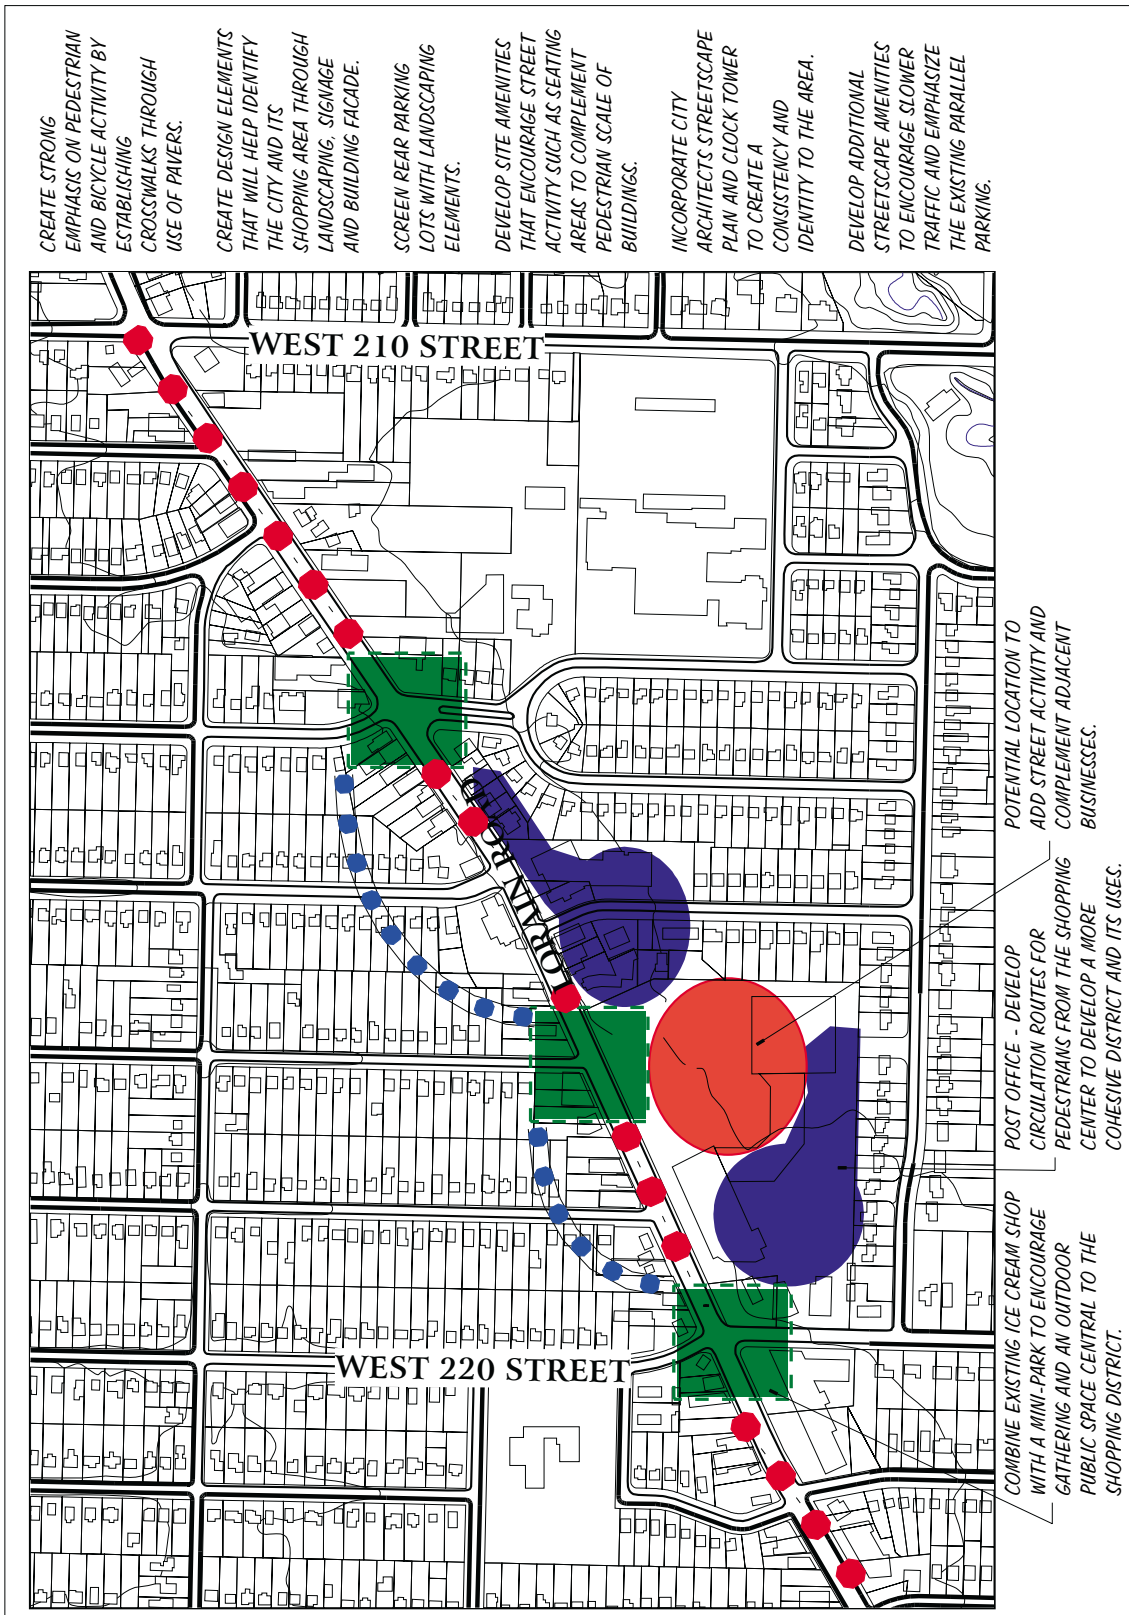 CREATE STRONG
EMPHASIS ON PEDESTRIAN
AND BICYCLE ACTIVITY BY
ESTABLISHING
CROSSWALKS THROUGH
USE OF PAVERS.
CREATE DESIGN ELEMENTS
THAT WILL HELP IDENTIFY
THE CITY AND ITS
SHOPPING AREA THROUGH
LANDSCAPING, SIGNAGE
AND BUILDING FACADE.
SCREEN REAR PARKING
LOTS WITH LANDSCAPING
ELEMENTS.
DEVELOP SITE AMENITIES
THAT ENCOURAGE STREET
ACTIVITY SUCH AS SEATING
AREAS TO COMPLEMENT
PEDESTRIAN SCALE OF
BUILDINGS.
INCORPORATE CITY
ARCHITECTS STREETSCAPE
PLAN AND CLOCK TOWER
TO CREATE A
CONSISTENCY AND
IDENTITY TO THE AREA.
DEVELOP ADDITIONAL
STREETSCAPE AMENITIES
TO ENCOURAGE SLOWER
TRAFFIC AND EMPHASIZE
THE EXISTING PARALLEL
PARKING.
WEST 210 STREET
LORAIN ROAD
WEST 220 STREET
COMBINE EXISTING ICE CREAM SHOP
WITH A MINI-PARK TO ENCOURAGE
GATHERING AND AN OUTDOOR
PUBLIC SPACE CENTRAL TO THE
SHOPPING DISTRICT.
POST OFFICE - DEVELOP
CIRCULATION ROUTES FOR
PEDESTRIANS FROM THE SHOPPING
CENTER TO DEVELOP A MORE
COHESIVE DISTRICT AND ITS USES.
POTENTIAL LOCATION TO
ADD STREET ACTIVITY AND
COMPLEMENT ADJACENT
BUSINESSES.